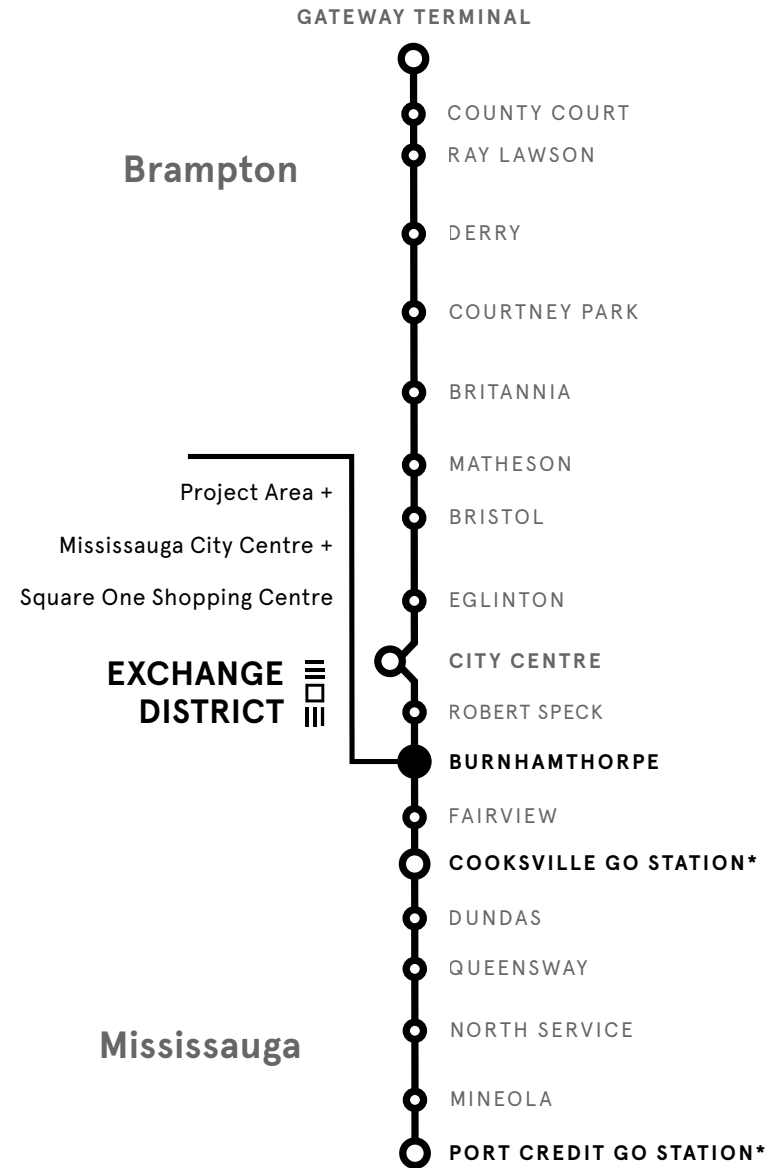 GATEWAY TERMINAL
COUNTY COURT
RAY LAWSON
Brampton
DERRY
COURTNEY PARK
BRITANNIA
MATHESON
Project Area +
BRISTOL
Mississauga City Centre +
Square One Shopping Centre
EGLINTON
CITY CENTRE
EXCHANGE
DISTRICT
ROBERT SPECK
BURNHAMTHORPE
FAIRVIEW
COOKSVILLE GO STATION*
DUNDAS
QUEENSWAY
NORTH SERVICE
Mississauga
MINEOLA
PORT CREDIT GO STATION*